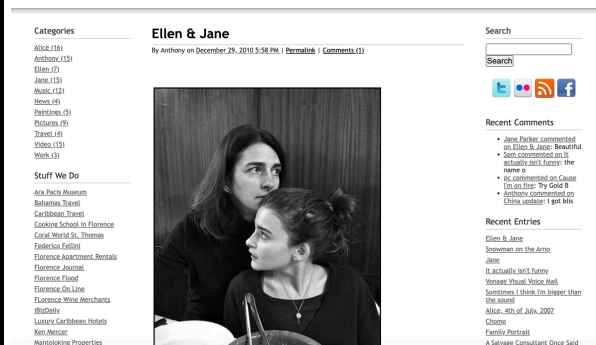 Categories
Alice (16)
Anthony (15)
Ellen (7)
Jane (15)
Music (12)
News (4)
Paintings (5)
Pictures (9)
Travel (4)
Video (15)
Work (3)
Stuff We Do
Ara Pacis Museum
Bahamas Travel
Caribbean Travel
Cooking School in Florence
Coral World St. Thomas
Federico Fellini
Florence Apartment Rentals
Florence Journal
Florence Flood
Florence On Line
FLorence Wine Merchants
iBizDaily
Luxury Caribbean Hotels
Ken Mercer
Mantoloking Properties
Ellen & Jane
By Anthony on December 29, 2010 5:58 PM | Permalink | Comments (1)
Search
Search
Recent Comments
Jane Parker commented
on Ellen & Jane: Beautiful
Sam commented on It
actually isn't funny: the
name o
pc commented on Cause
I'm on fire: Try Gold B
Anthony commented on
China update: I got blis
Recent Entries
Ellen & Jane
Snowman on the Arno
Jane
It actually isn't funny
Vonage Visual Voice Mail
Somtimes I think I'm bigger than
the sound
Alice, 4th of July, 2007
Chomp
Family Portrait
A Salvage Consultant Once Said